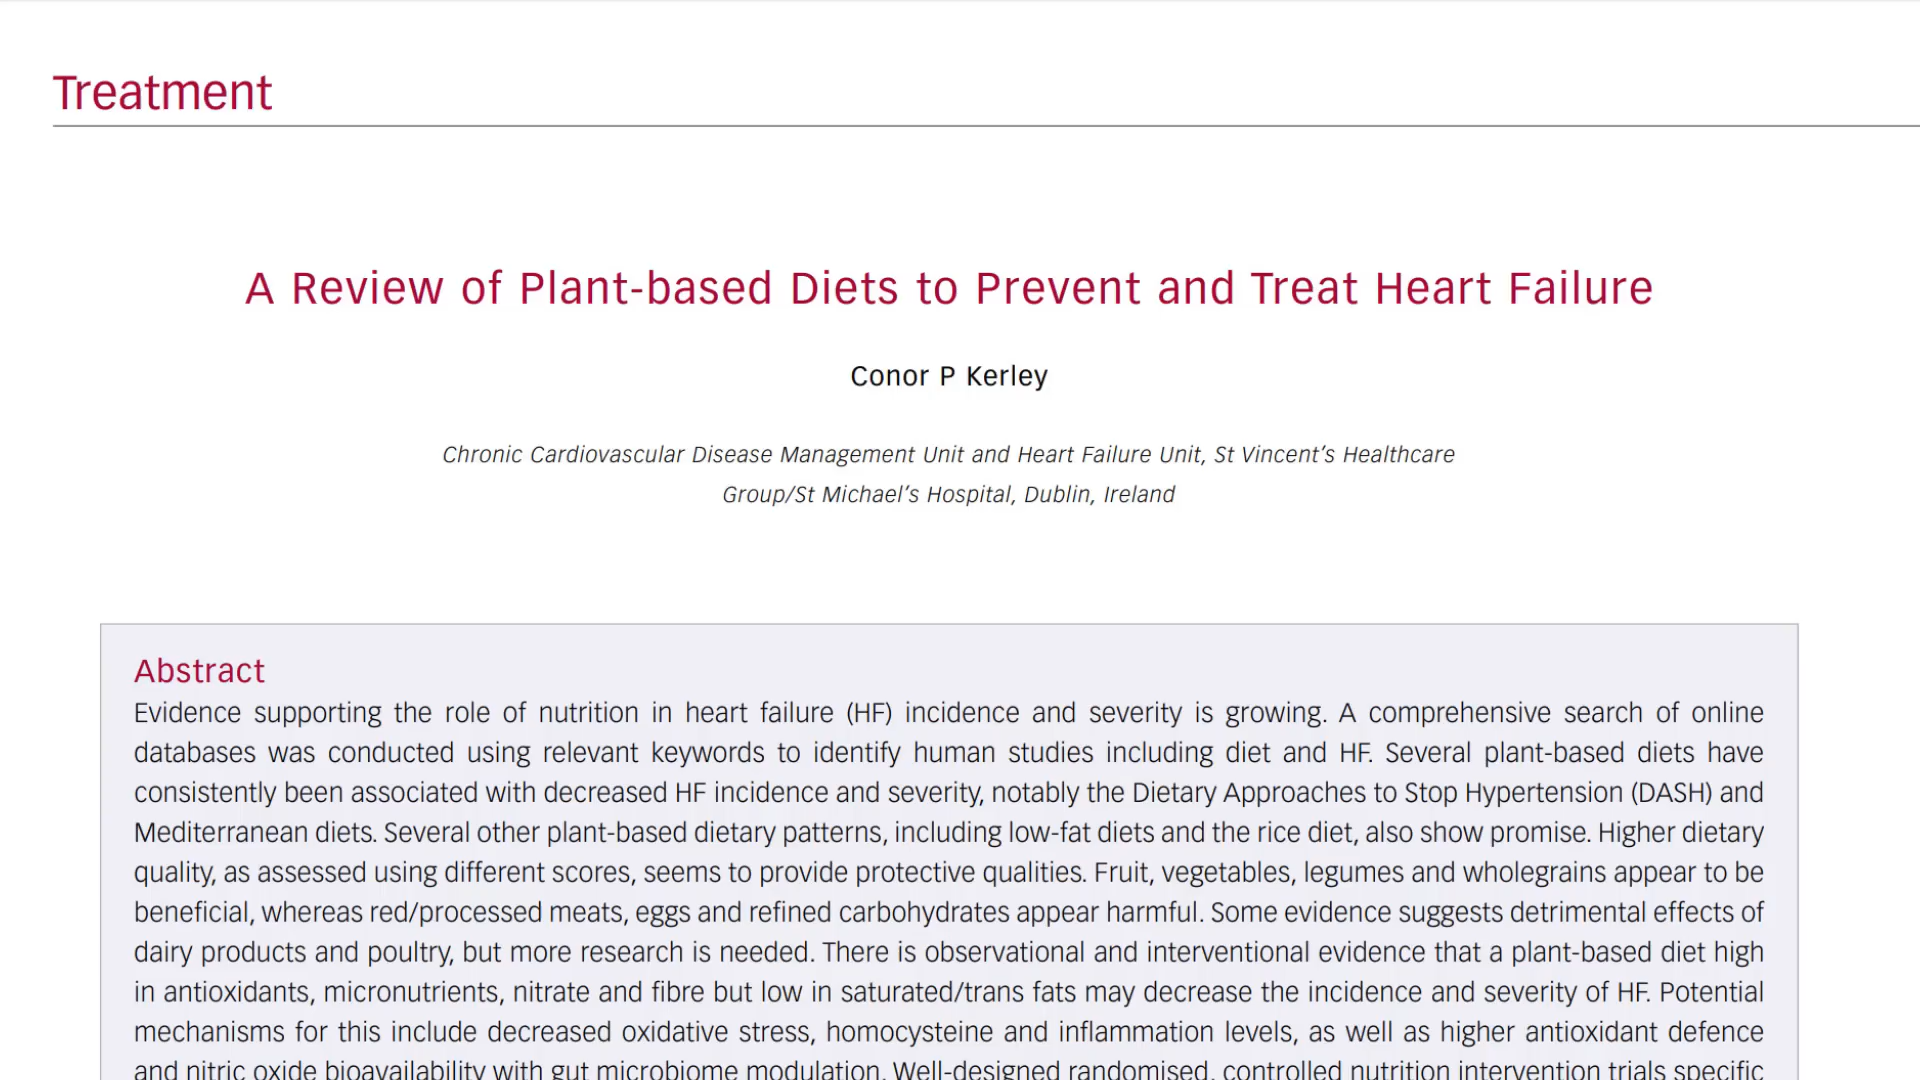 Treatment
A Review of Plant-based Diets to Prevent and Treat Heart Failure
Conor P Kerley
Chronic Cardiovascular Disease Management Unit and Heart Failure Unit, St Vincent’s Healthcare
Group/St Michael’s Hospital, Dublin, Ireland
Abstract
Evidence supporting the role of nutrition in heart failure (HF) incidence and severity is growing. A comprehensive search of online
databases was conducted using relevant keywords to identify human studies including diet and HF. Several plant-based diets have
consistently been associated with decreased HF incidence and severity, notably the Dietary Approaches to Stop Hypertension (DASH) and
Mediterranean diets. Several other plant-based dietary patterns, including low-fat diets and the rice diet, also show promise. Higher dietary
quality, as assessed using different scores, seems to provide protective qualities. Fruit, vegetables, legumes and wholegrains appear to be
beneficial, whereas red/processed meats, eggs and refined carbohydrates appear harmful. Some evidence suggests detrimental effects of
dairy products and poultry, but more research is needed. There is observational and interventional evidence that a plant-based diet high
in antioxidants, micronutrients, nitrate and fibre but low in saturated/trans fats may decrease the incidence and severity of HF. Potential
mechanisms for this include decreased oxidative stress, homocysteine and inflammation levels, as well as higher antioxidant defence
and nitric oxide bioavailability with gut microbiome modulation. Well-designed randomised, controlled nutrition intervention trials specific